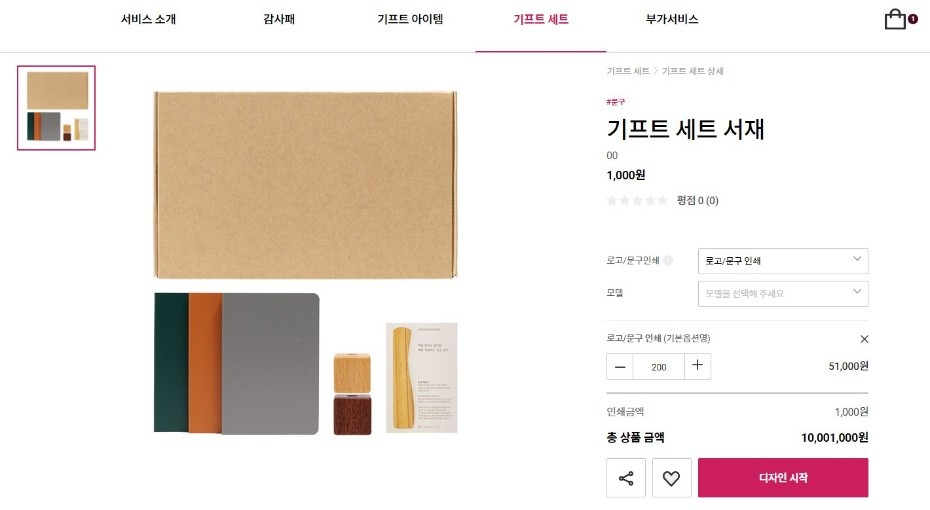 서비스 소개
감사패
기프트 아이템
기프트 세트
부가서비스
1
기프트 세트 > 기프트 세트 상세
#문구
기프트 세트 서재
00
1,000원
평점 0 (0)
로고/문구인쇄
로고/문구 인쇄
모델
모델을 선택해 주세요
로고/문구 인쇄 (기본옵션명)
200
51,000원
인쇄금액
1,000원
총 상품 금액
10,001,000원
디자인 시작